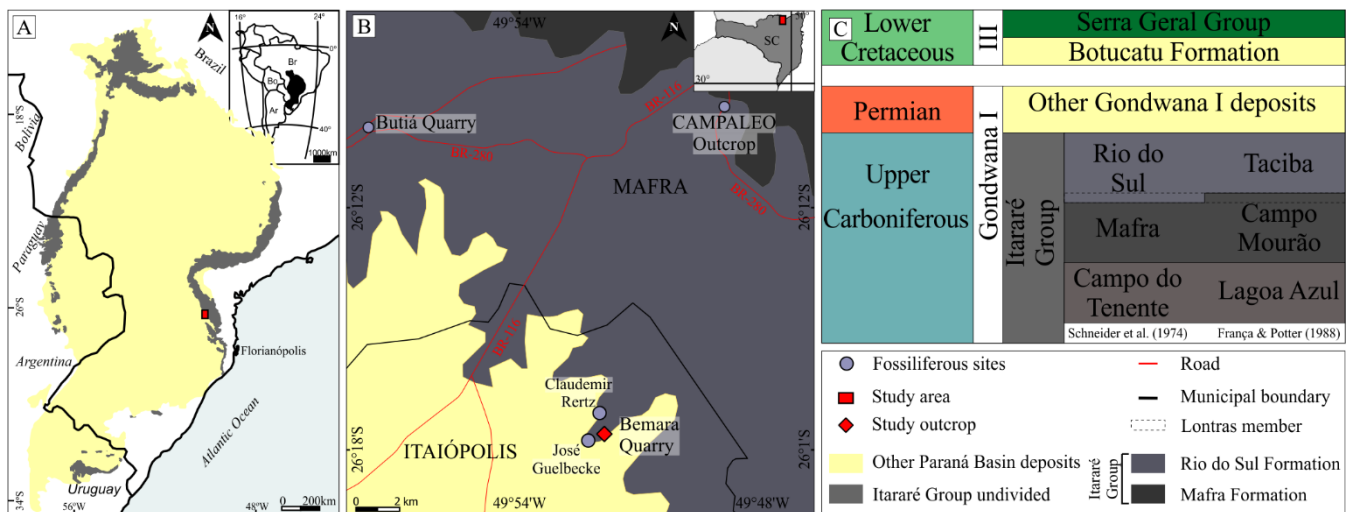 A
16°
24°
0°
Brazil
Br
Bo
Ar
40°
1000km
N
18°S
Bolivia
Paraguay
26°S
Argentina
Florianópolis
Atlantic Ocean
Uruguay
34°S
56°W
48°W
0 200km
B
49°54'W
N
SC
50°
30°
BR-116
Butiá Quarry
CAMPALEO
Outcrop
BR-280
MAFRA
BR-280
26°12'S
26°12'S
BR-116
Claudemir
Rertz
Bemara
Quarry
José
Guelbecke
ITAIÓPOLIS
26°18'S
26°18'S
49°54'W
49°48'W
0 2 km
C
Lower
Cretaceous
III
Serra Geral Group
Botucatu Formation
Permian
Gondwana I
Other Gondwana I deposits
Upper
Carboniferous
Itararé
Group
Rio do
Sul
Taciba
Mafra
Campo
Mourão
Campo do
Tenente
Lagoa Azul
Schneider et al. (1974)
França & Potter (1988)
Fossiliferous sites
Road
Study area
Municipal boundary
Study outcrop
Lontras member
Other Paraná Basin deposits
Itararé
Group
Rio do Sul Formation
Itararé Group undivided
Mafra Formation